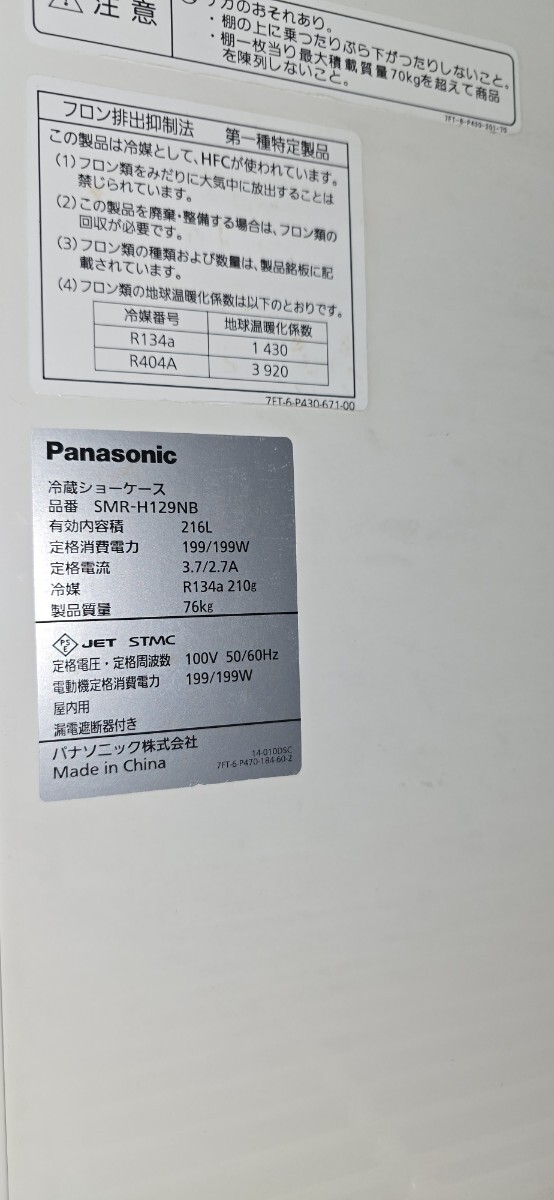 注意
ケガのおそれあり。
・棚の上に乗つたりぶら下がつたりしないこと。
・棚一枚当り最大積載質量70kgを超えて商品
を陳列しないこと。
7FT-6-P430-301-70
フロン排出抑制法 第一種特定製品
この製品は冷媒として、HFCが使われています。
(1)フロン類をみだりに大気中に放出することは
禁じられています。
(2)この製品を廃棄・整備する場合は、フロン類の
回収が必要です。
(3)フロン類の種類および数量は、製品銘板に記
載されています。
(4)フロン類の地球温暖化係数は以下のとおりです。
冷媒番号 地球温暖化係数
R134a 1 430
R404A 3 920
7FT-6-P430-671-00
Panasonic
冷蔵ショーケース
品番 SMR-H129NB
有効内容積 216L
定格消費電力 199/199W
定格電流 3.7/2.7A
冷媒 R134a 210g
製品質量 76kg
PSE JET STMC
定格電圧・定格周波数 100V 50/60Hz
電動機定格消費電力 199/199W
屋内用
漏電遮断器付き
パナソニック株式会社
14-010DSC
Made in China
7FT-6-P470-184-60-2